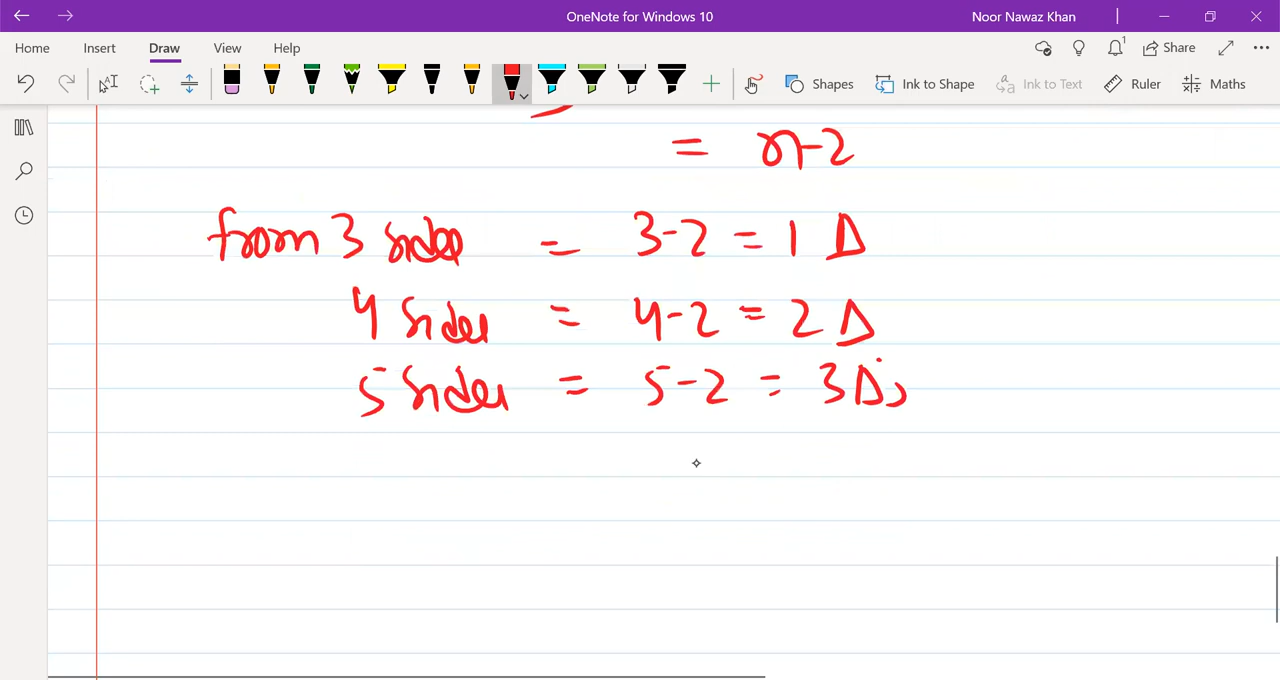 OneNote for Windows 10
Noor Nawaz Khan
Home Insert Draw View Help
1 Share
Shapes Ink to Shape Ink to Text Ruler Maths
= n-2
from 3 sides = 3-2 = 1 Δ
4 sides = 4-2 = 2 Δ
5 sides = 5-2 = 3 Δs